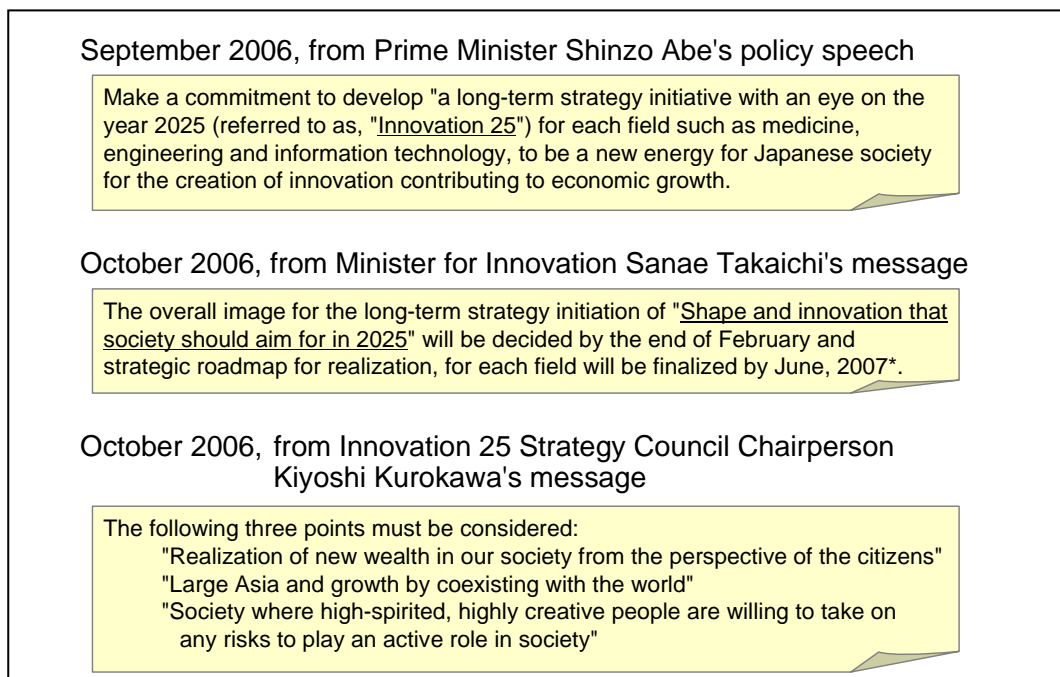 September 2006, from Prime Minister Shinzo Abe's policy speech
Make a commitment to develop "a long-term strategy initiative with an eye on the
year 2025 (referred to as, "Innovation 25") for each field such as medicine,
engineering and information technology, to be a new energy for Japanese society
for the creation of innovation contributing to economic growth.
October 2006, from Minister for Innovation Sanae Takaichi's message
The overall image for the long-term strategy initiation of "Shape and innovation that
society should aim for in 2025" will be decided by the end of February and
strategic roadmap for realization, for each field will be finalized by June, 2007*.
October 2006, from Innovation 25 Strategy Council Chairperson
Kiyoshi Kurokawa's message
The following three points must be considered:
"Realization of new wealth in our society from the perspective of the citizens"
"Large Asia and growth by coexisting with the world"
"Society where high-spirited, highly creative people are willing to take on
any risks to play an active role in society"